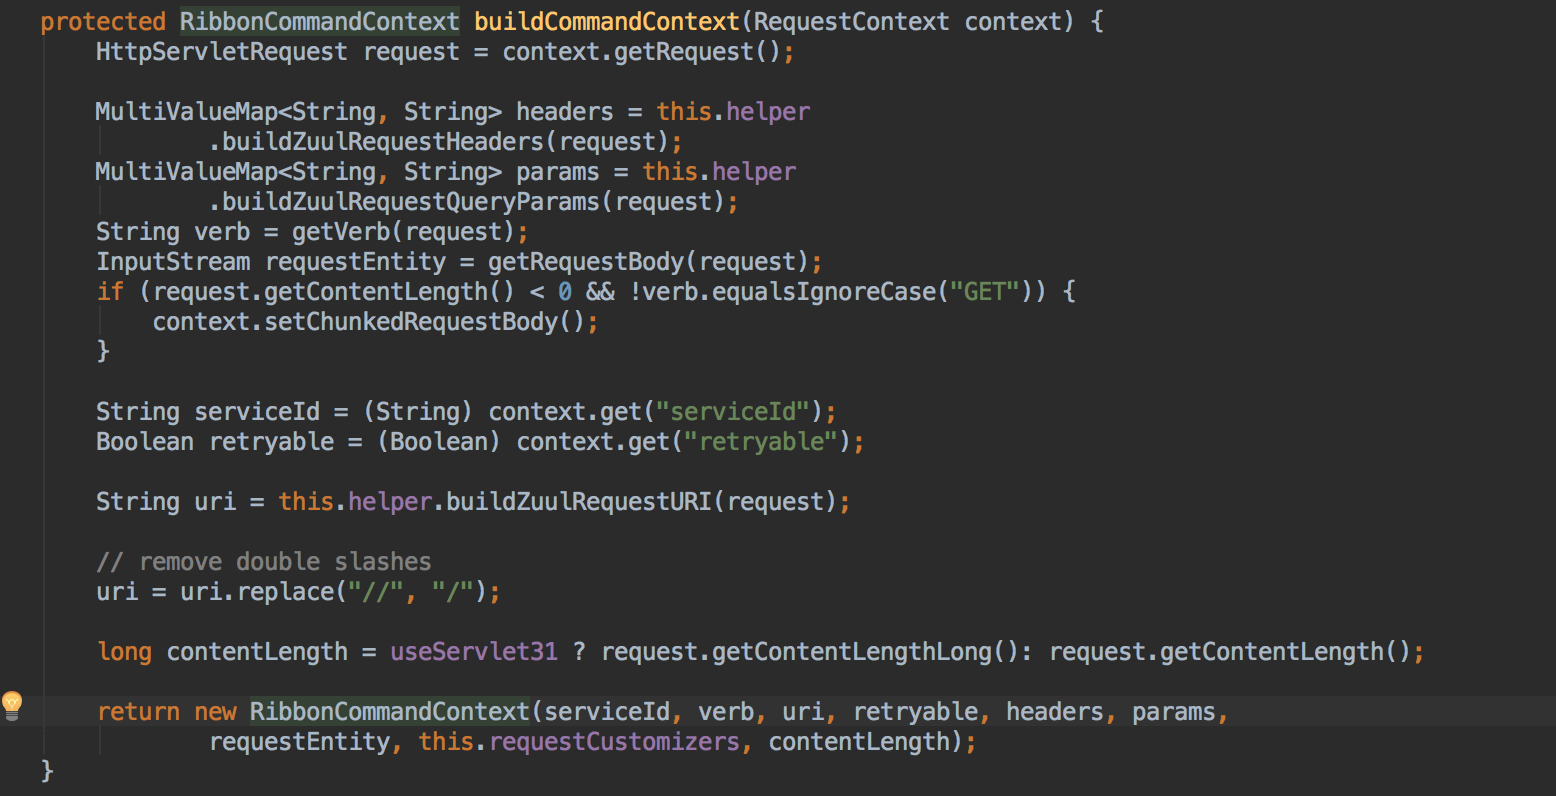 protected RibbonCommandContext buildCommandContext(RequestContext context) {
HttpServletRequest request = context.getRequest();
MultiValueMap<String, String> headers = this.helper
.buildZuulRequestHeaders(request);
MultiValueMap<String, String> params = this.helper
.buildZuulRequestQueryParams(request);
String verb = getVerb(request);
InputStream requestEntity = getRequestBody(request);
if (request.getContentLength() < 0 && !verb.equalsIgnoreCase("GET")) {
context.setChunkedRequestBody();
}
String serviceId = (String) context.get("serviceId");
Boolean retryable = (Boolean) context.get("retryable");
String uri = this.helper.buildZuulRequestURI(request);
// remove double slashes
uri = uri.replace("//", "/");
long contentLength = useServlet31 ? request.getContentLengthLong(): request.getContentLength();
return new RibbonCommandContext(serviceId, verb, uri, retryable, headers, params,
requestEntity, this.requestCustomizers, contentLength);
}